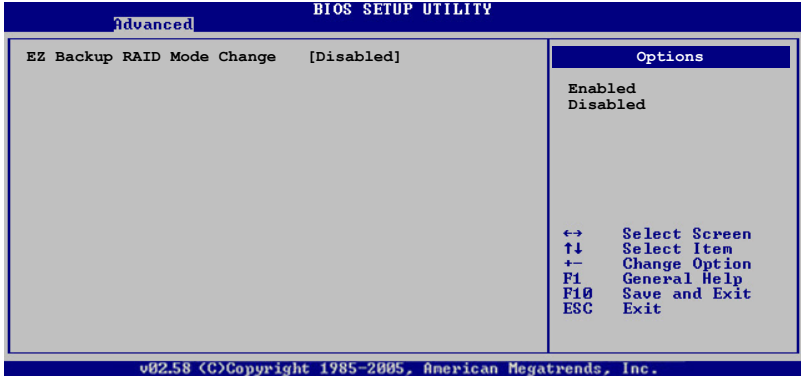 BIOS SETUP UTILITY
Advanced
EZ Backup RAID Mode Change [Disabled]
Options
Enabled
Disabled
←→ Select Screen
↑↓ Select Item
+- Change Option
F1 General Help
F10 Save and Exit
ESC Exit
v02.58 (C)Copyright 1985-2005, American Megatrends, Inc.